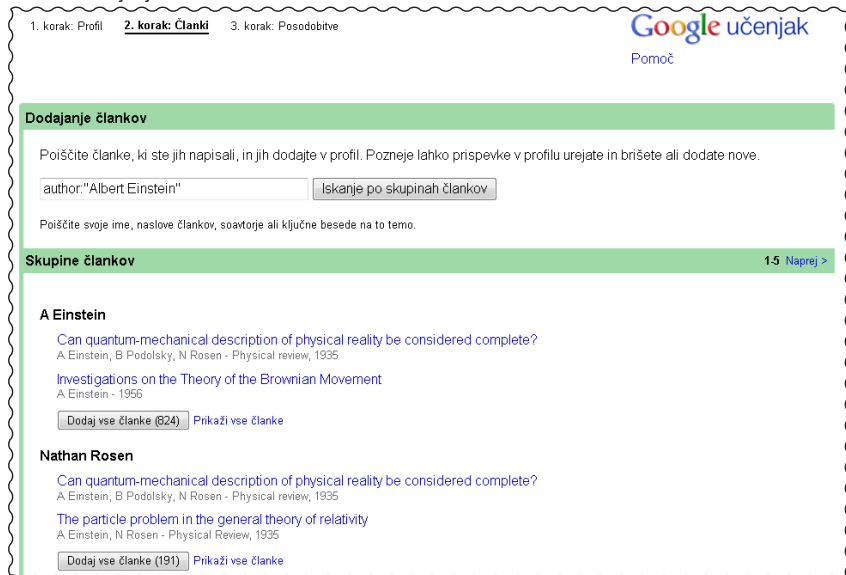 1. korak: Profil 2. korak: Članki 3. korak: Posodobitve
Google učenjak
Pomoč
Dodajanje člankov
Poiščite članke, ki ste jih napisali, in jih dodajte v profil. Pozneje lahko prispevke v profilu urejate in brišete ali dodate nove.
author:"Albert Einstein" Iskanje po skupinah člankov
Poiščite svoje ime, naslove člankov, soavtorje ali ključne besede na to temo.
Skupine člankov 1-5 Naprej >
A Einstein
Can quantum-mechanical description of physical reality be considered complete?
A Einstein, B Podolsky, N Rosen - Physical review, 1935
Investigations on the Theory of the Brownian Movement
A Einstein - 1956
Dodaj vse članke (824) Prikaži vse članke
Nathan Rosen
Can quantum-mechanical description of physical reality be considered complete?
A Einstein, B Podolsky, N Rosen - Physical review, 1935
The particle problem in the general theory of relativity
A Einstein, N Rosen - Physical Review, 1935
Dodaj vse članke (191) Prikaži vse članke